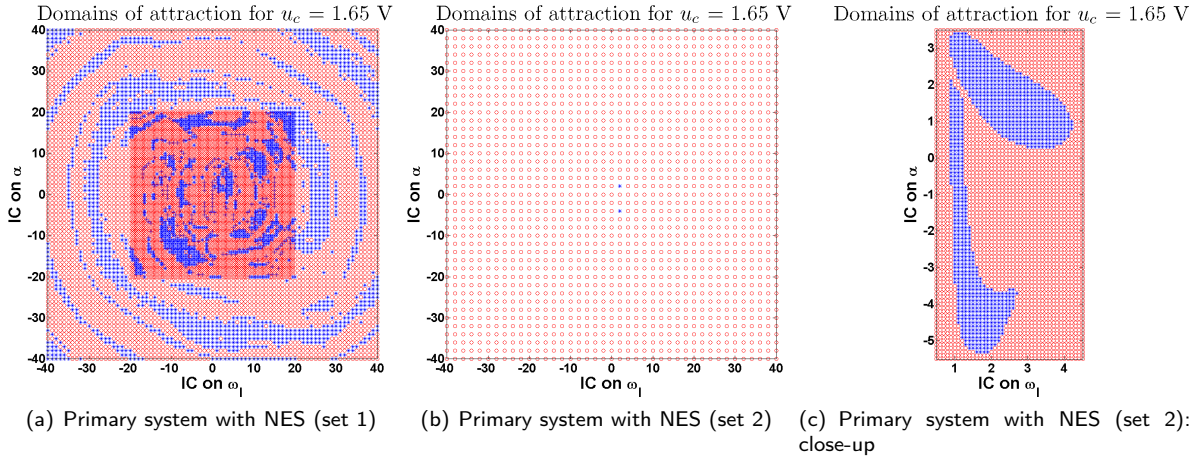 Domains of attraction for u_c = 1.65 V
40
30
20
10
0
-10
-20
-30
-40
IC on α
-40 -30 -20 -10 0 10 20 30 40
IC on ω_l
(a) Primary system with NES (set 1)
Domains of attraction for u_c = 1.65 V
40
30
20
10
0
-10
-20
-30
-40
IC on α
-40 -30 -20 -10 0 10 20 30 40
IC on ω_l
(b) Primary system with NES (set 2)
Domains of attraction for u_c = 1.65 V
3
2
1
0
-1
-2
-3
-4
-5
IC on α
1 2 3 4
IC on ω_l
(c) Primary system with NES (set 2):
close-up